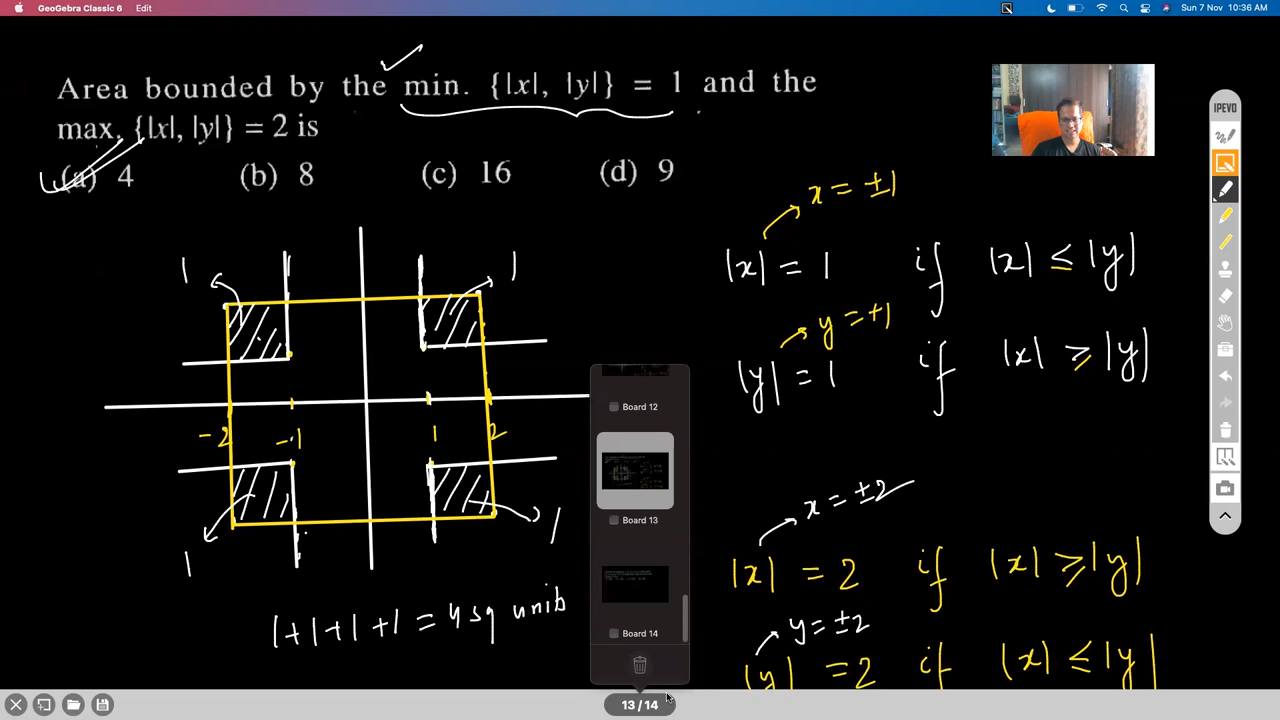 GeoGebra Classic 6 Edit
Sun 7 Nov 10:36 AM
Area bounded by the min. {|x|, |y|} = 1 and the
max. {|x|, |y|} = 2 is
(a) 4 (b) 8 (c) 16 (d) 9
IPEVO
x = ±1
|x| = 1 if |x| ≤ |y|
y = ±1
|y| = 1 if |x| ≥ |y|
1 1
-2 -1 1 2
1 1
1+1+1+1 = 4 sq units
x = ±2
|x| = 2 if |x| ≥ |y|
y = ±2
|y| = 2 if |x| ≤ |y|
Board 12
Board 13
Board 14
13 / 14